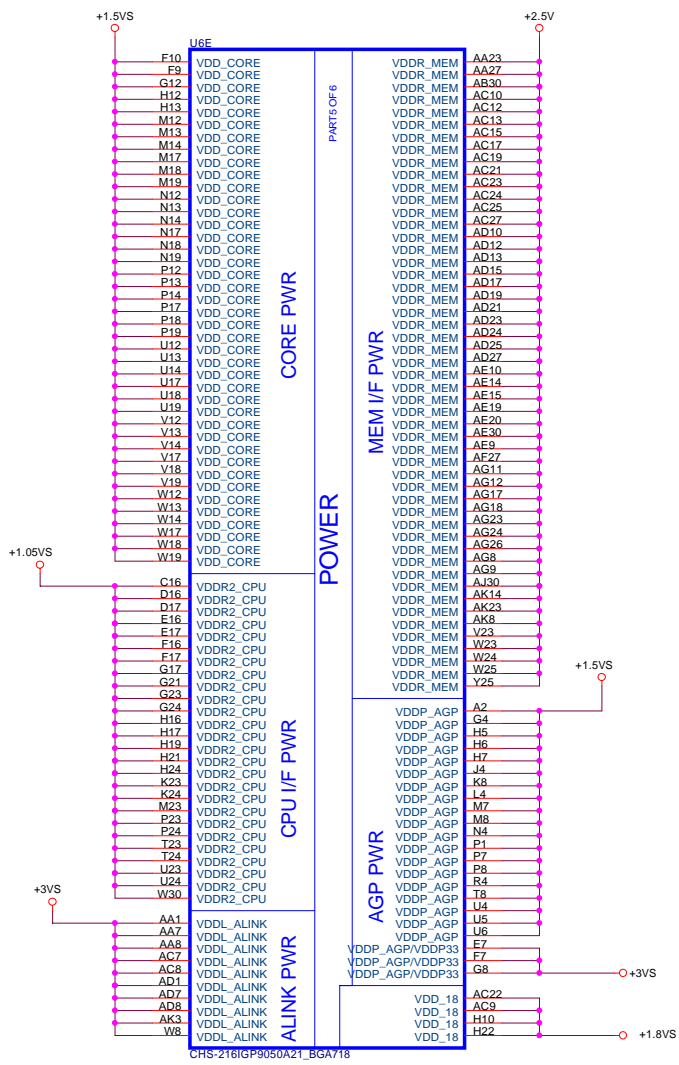 +1.5VS
U6E
F10 VDD_CORE
F9 VDD_CORE
G12 VDD_CORE
H12 VDD_CORE
H13 VDD_CORE
M12 VDD_CORE
M13 VDD_CORE
M14 VDD_CORE
M17 VDD_CORE
M18 VDD_CORE
M19 VDD_CORE
N12 VDD_CORE
N13 VDD_CORE
N14 VDD_CORE
N17 VDD_CORE
N18 VDD_CORE
N19 VDD_CORE
P12 VDD_CORE
P13 VDD_CORE
P14 VDD_CORE
P17 VDD_CORE
P18 VDD_CORE
P19 VDD_CORE
U12 VDD_CORE
U13 VDD_CORE
U14 VDD_CORE
U17 VDD_CORE
U18 VDD_CORE
U19 VDD_CORE
V12 VDD_CORE
V13 VDD_CORE
V14 VDD_CORE
V17 VDD_CORE
V18 VDD_CORE
V19 VDD_CORE
W12 VDD_CORE
W13 VDD_CORE
W14 VDD_CORE
W17 VDD_CORE
W18 VDD_CORE
W19 VDD_CORE
CORE PWR
+1.05VS
C16 VDDR2_CPU
D16 VDDR2_CPU
D17 VDDR2_CPU
E16 VDDR2_CPU
E17 VDDR2_CPU
F16 VDDR2_CPU
F17 VDDR2_CPU
G17 VDDR2_CPU
G21 VDDR2_CPU
G23 VDDR2_CPU
G24 VDDR2_CPU
H16 VDDR2_CPU
H17 VDDR2_CPU
H19 VDDR2_CPU
H21 VDDR2_CPU
H24 VDDR2_CPU
K23 VDDR2_CPU
K24 VDDR2_CPU
M23 VDDR2_CPU
P23 VDDR2_CPU
P24 VDDR2_CPU
T23 VDDR2_CPU
T24 VDDR2_CPU
U23 VDDR2_CPU
U24 VDDR2_CPU
W30 VDDR2_CPU
CPU I/F PWR
+3VS
AA1 VDDL_ALINK
AA7 VDDL_ALINK
AA8 VDDL_ALINK
AC7 VDDL_ALINK
AC8 VDDL_ALINK
AD1 VDDL_ALINK
AD7 VDDL_ALINK
AD8 VDDL_ALINK
AK3 VDDL_ALINK
W8 VDDL_ALINK
ALINK PWR
PART5 OF6
POWER
+2.5V
VDDR_MEM AA23
VDDR_MEM AA27
VDDR_MEM AB30
VDDR_MEM AC10
VDDR_MEM AC12
VDDR_MEM AC13
VDDR_MEM AC15
VDDR_MEM AC17
VDDR_MEM AC19
VDDR_MEM AC21
VDDR_MEM AC23
VDDR_MEM AC24
VDDR_MEM AC25
VDDR_MEM AC27
VDDR_MEM AD10
VDDR_MEM AD12
VDDR_MEM AD13
VDDR_MEM AD15
VDDR_MEM AD17
VDDR_MEM AD19
VDDR_MEM AD21
VDDR_MEM AD23
VDDR_MEM AD24
VDDR_MEM AD25
VDDR_MEM AD27
VDDR_MEM AE10
VDDR_MEM AE14
VDDR_MEM AE15
VDDR_MEM AE19
VDDR_MEM AE20
VDDR_MEM AE30
VDDR_MEM AE9
VDDR_MEM AF27
VDDR_MEM AG11
VDDR_MEM AG12
VDDR_MEM AG17
VDDR_MEM AG18
VDDR_MEM AG23
VDDR_MEM AG24
VDDR_MEM AG26
VDDR_MEM AG8
VDDR_MEM AG9
VDDR_MEM AJ30
VDDR_MEM AK14
VDDR_MEM AK23
VDDR_MEM AK8
VDDR_MEM V23
VDDR_MEM W23
VDDR_MEM W24
VDDR_MEM W25
VDDR_MEM Y25
MEM I/F PWR
+1.5VS
VDDP_AGP A2
VDDP_AGP G4
VDDP_AGP H5
VDDP_AGP H6
VDDP_AGP H7
VDDP_AGP J4
VDDP_AGP K8
VDDP_AGP L4
VDDP_AGP M7
VDDP_AGP M8
VDDP_AGP N4
VDDP_AGP P1
VDDP_AGP P7
VDDP_AGP P8
VDDP_AGP R4
VDDP_AGP T8
VDDP_AGP U4
VDDP_AGP U5
VDDP_AGP U6
VDDP_AGP/VDDP33 E7
VDDP_AGP/VDDP33 F7
VDDP_AGP/VDDP33 G8
+3VS
AGP PWR
VDD_18 AC22
VDD_18 AC9
VDD_18 H10
VDD_18 H22
+1.8VS
CHS-216IGP9050A21_BGA718